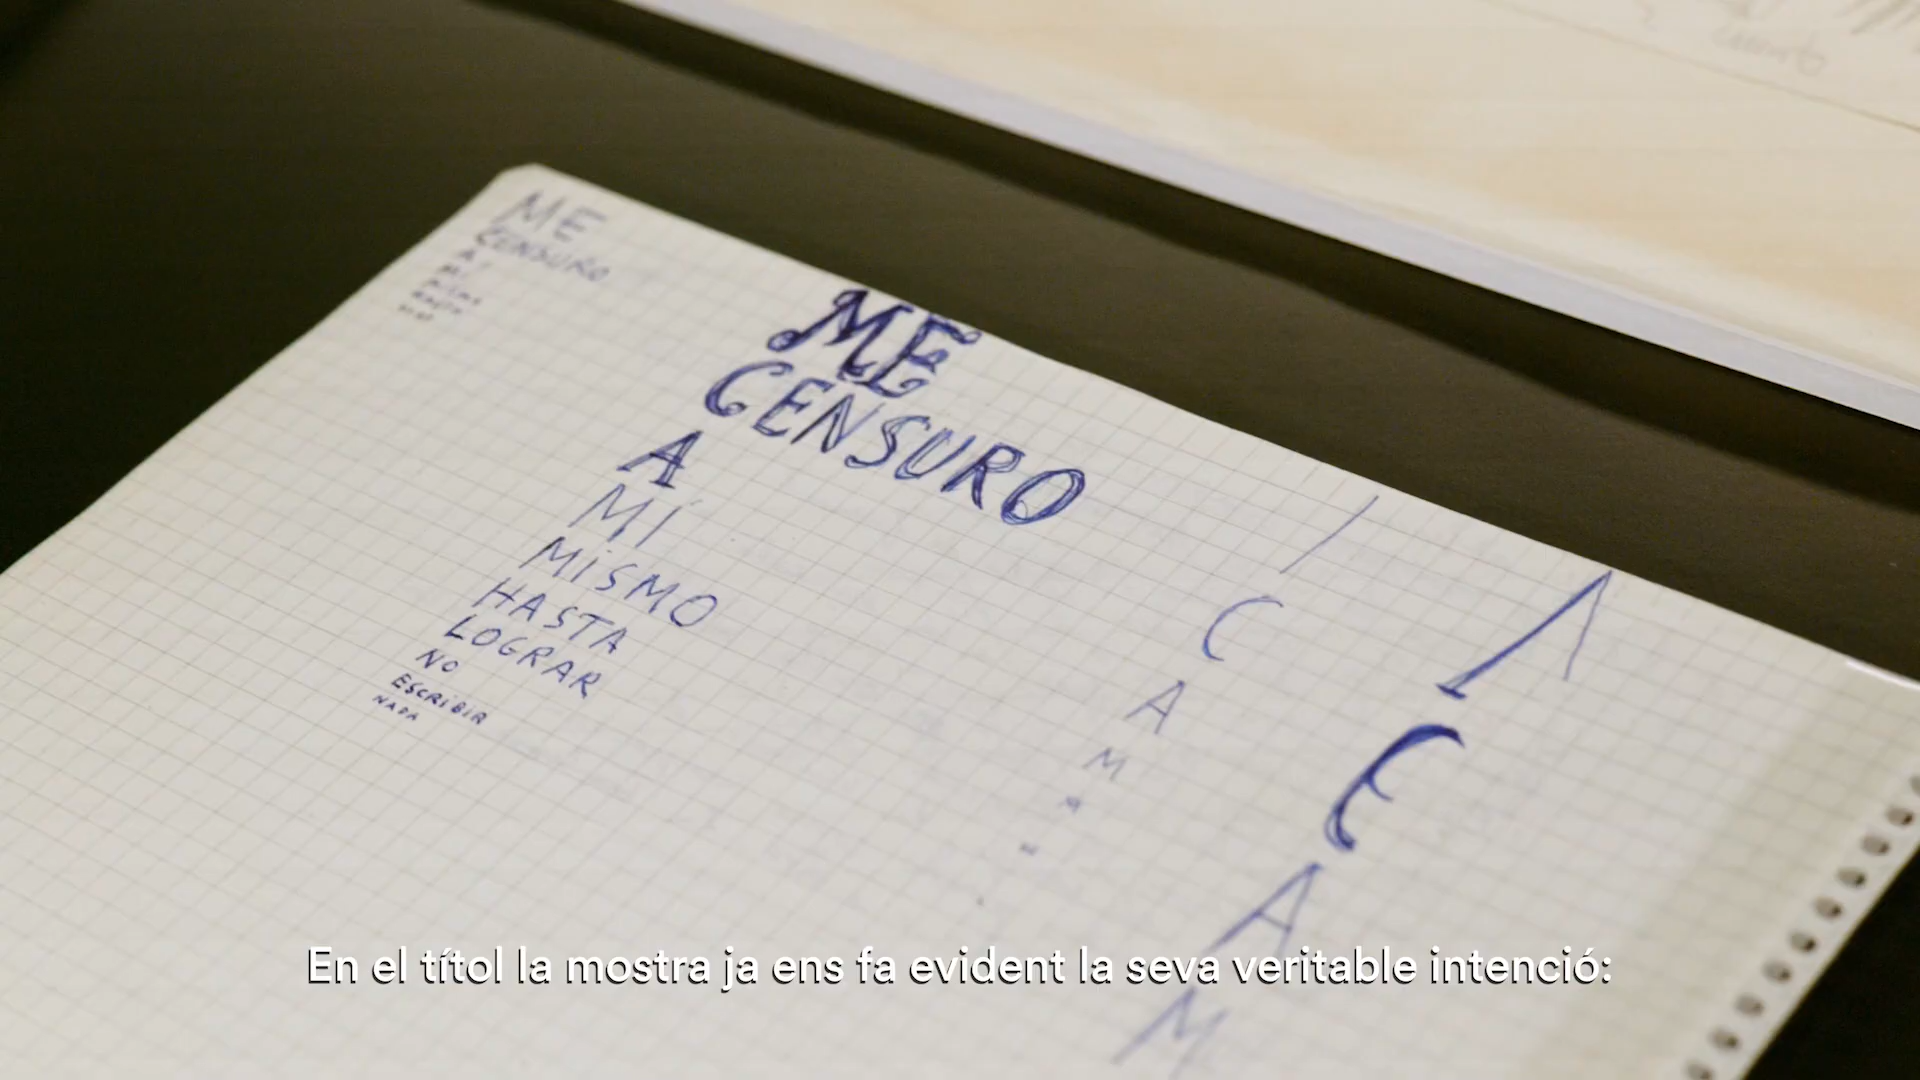 ME
CENSURO
A
MÍ
ME
CENSURO
A
MÍ
MISMO
HASTA
LOGRAR
NO
ESCRIBIR
NADA
C
A
M
A
M
En el títol la mostra ja ens fa evident la seva veritable intenció: